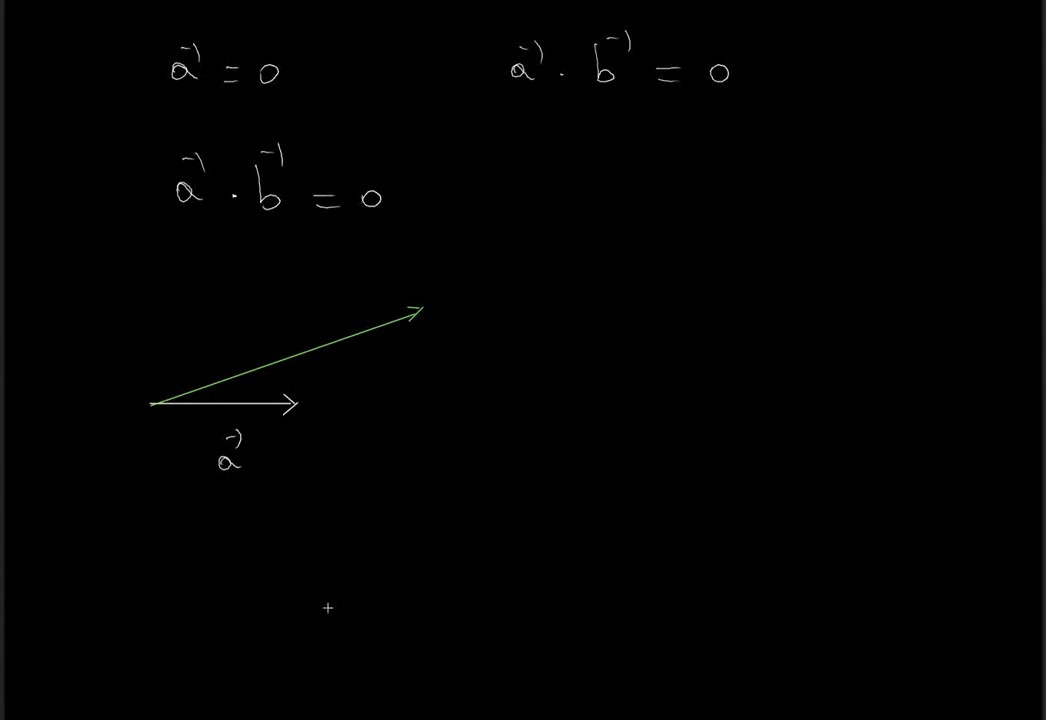 a⃗ = 0
a⃗ · b⃗ = 0
a⃗ · b⃗ = 0
a⃗